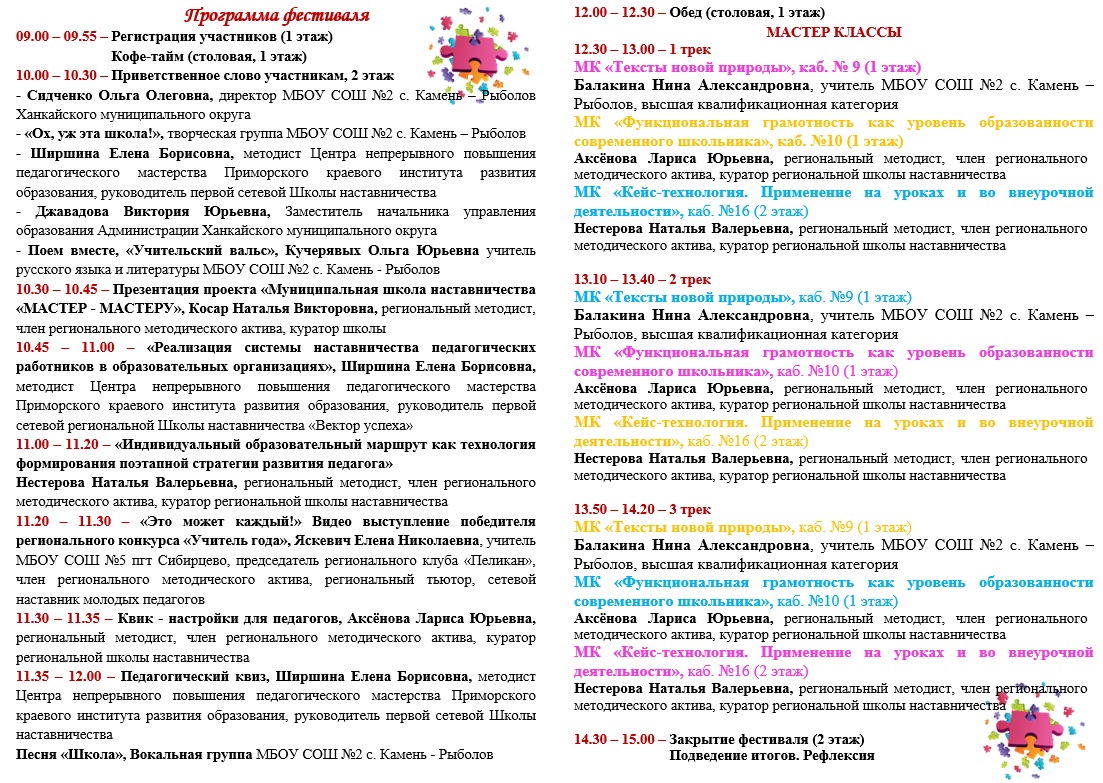 Программа фестиваля
09.00 – 09.55 – Регистрация участников (1 этаж)
Кофе-тайм (столовая, 1 этаж)
10.00 – 10.30 – Приветственное слово участникам, 2 этаж
- Сидченко Ольга Олеговна, директор МБОУ СОШ №2 с. Камень – Рыболов
Ханкайского муниципального округа
- «Ох, уж эта школа!», творческая группа МБОУ СОШ №2 с. Камень – Рыболов
- Ширшина Елена Борисовна, методист Центра непрерывного повышения
педагогического мастерства Приморского краевого института развития
образования, руководитель первой сетевой Школы наставничества
- Джавадова Виктория Юрьевна, Заместитель начальника управления
образования Администрации Ханкайского муниципального округа
- Поем вместе, «Учительский вальс», Кучерявых Ольга Юрьевна учитель
русского языка и литературы МБОУ СОШ №2 с. Камень - Рыболов
10.30 – 10.45 – Презентация проекта «Муниципальная школа наставничества
«МАСТЕР - МАСТЕРУ», Косар Наталья Викторовна, региональный методист,
член регионального методического актива, куратор школы
10.45 – 11.00 – «Реализация системы наставничества педагогических
работников в образовательных организациях», Ширшина Елена Борисовна,
методист Центра непрерывного повышения педагогического мастерства
Приморского краевого института развития образования, руководитель первой
сетевой региональной Школы наставничества «Вектор успеха»
11.00 – 11.20 – «Индивидуальный образовательный маршрут как технология
формирования поэтапной стратегии развития педагога»
Нестерова Наталья Валерьевна, региональный методист, член регионального
методического актива, куратор региональной школы наставничества
11.20 – 11.30 – «Это может каждый!» Видео выступление победителя
регионального конкурса «Учитель года», Яскевич Елена Николаевна, учитель
МБОУ СОШ №5 пгт Сибирцево, председатель регионального клуба «Пеликан»,
член регионального методического актива, региональный тьютор, сетевой
наставник молодых педагогов
11.30 – 11.35 – Квик - настройки для педагогов, Аксёнова Лариса Юрьевна,
региональный методист, член регионального методического актива, куратор
региональной школы наставничества
11.35 – 12.00 – Педагогический квиз, Ширшина Елена Борисовна, методист
Центра непрерывного повышения педагогического мастерства Приморского
краевого института развития образования, руководитель первой сетевой Школы
наставничества
Песня «Школа», Вокальная группа МБОУ СОШ №2 с. Камень - Рыболов
12.00 – 12.30 – Обед (столовая, 1 этаж)
МАСТЕР КЛАССЫ
12.30 – 13.00 – 1 трек
МК «Тексты новой природы», каб. № 9 (1 этаж)
Балакина Нина Александровна, учитель МБОУ СОШ №2 с. Камень –
Рыболов, высшая квалификационная категория
МК «Функциональная грамотность как уровень образованности
современного школьника», каб. №10 (1 этаж)
Аксёнова Лариса Юрьевна, региональный методист, член регионального
методического актива, куратор региональной школы наставничества
МК «Кейс-технология. Применение на уроках и во внеурочной
деятельности», каб. №16 (2 этаж)
Нестерова Наталья Валерьевна, региональный методист, член регионального
методического актива, куратор региональной школы наставничества
13.10 – 13.40 – 2 трек
МК «Тексты новой природы», каб. №9 (1 этаж)
Балакина Нина Александровна, учитель МБОУ СОШ №2 с. Камень –
Рыболов, высшая квалификационная категория
МК «Функциональная грамотность как уровень образованности
современного школьника», каб. №10 (1 этаж)
Аксёнова Лариса Юрьевна, региональный методист, член регионального
методического актива, куратор региональной школы наставничества
МК «Кейс-технология. Применение на уроках и во внеурочной
деятельности», каб. №16 (2 этаж)
Нестерова Наталья Валерьевна, региональный методист, член регионального
методического актива, куратор региональной школы наставничества
13.50 – 14.20 – 3 трек
МК «Тексты новой природы», каб. №9 (1 этаж)
Балакина Нина Александровна, учитель МБОУ СОШ №2 с. Камень –
Рыболов, высшая квалификационная категория
МК «Функциональная грамотность как уровень образованности
современного школьника», каб. №10 (1 этаж)
Аксёнова Лариса Юрьевна, региональный методист, член регионального
методического актива, куратор региональной школы наставничества
МК «Кейс-технология. Применение на уроках и во внеурочной
деятельности», каб. №16 (2 этаж)
Нестерова Наталья Валерьевна, региональный методист, член регионального
методического актива, куратор региональной школы наставничества
14.30 – 15.00 – Закрытие фестиваля (2 этаж)
Подведение итогов. Рефлексия